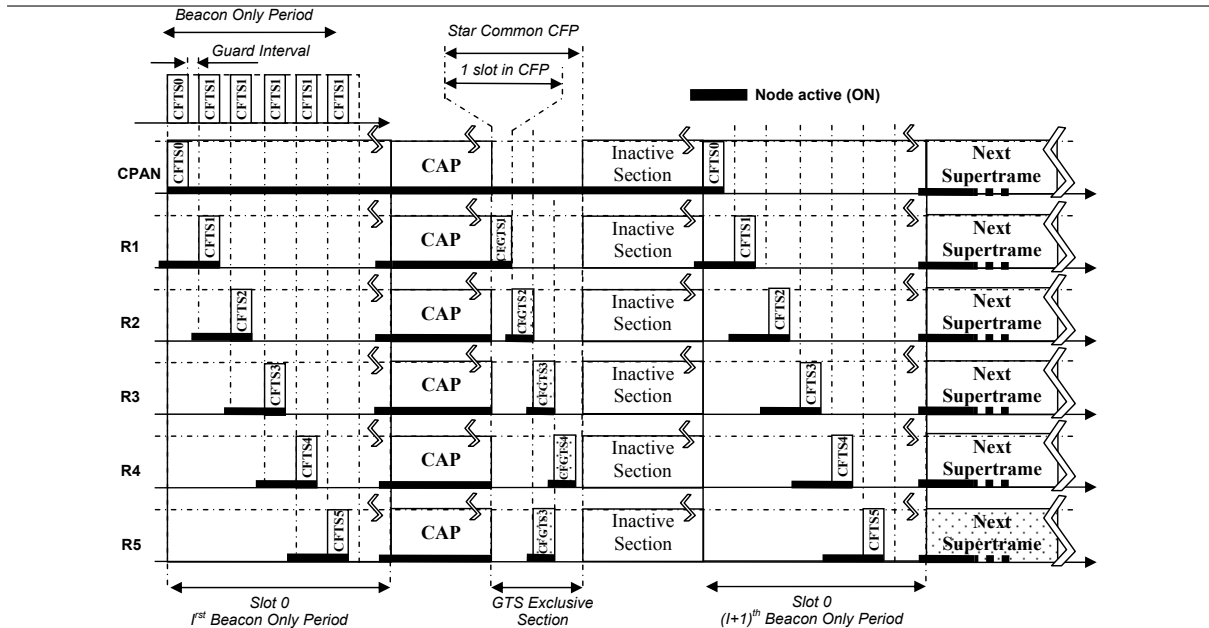 Beacon Only Period
Guard Interval
CFTS0 CFTS1 CFTS1 CFTS1 CFTS1 CFTS1
Star Common CFP
1 slot in CFP
Node active (ON)
CPAN CFTS0 CAP Inactive Section CFTS0 Next Supertrame
R1 CFTS1 CAP CFGTS1 Inactive Section CFTS1 Next Supertrame
R2 CFTS2 CAP CFGTS2 Inactive Section CFTS2 Next Supertrame
R3 CFTS3 CAP CFGTS3 Inactive Section CFTS3 Next Supertrame
R4 CFTS4 CAP CFGTS4 Inactive Section CFTS4 Next Supertrame
R5 CFTS5 CAP CFGTS3 Inactive Section CFTS5 Next Supertrame
Slot 0
I^rst Beacon Only Period
GTS Exclusive
Section
Slot 0
(I+1)^th Beacon Only Period